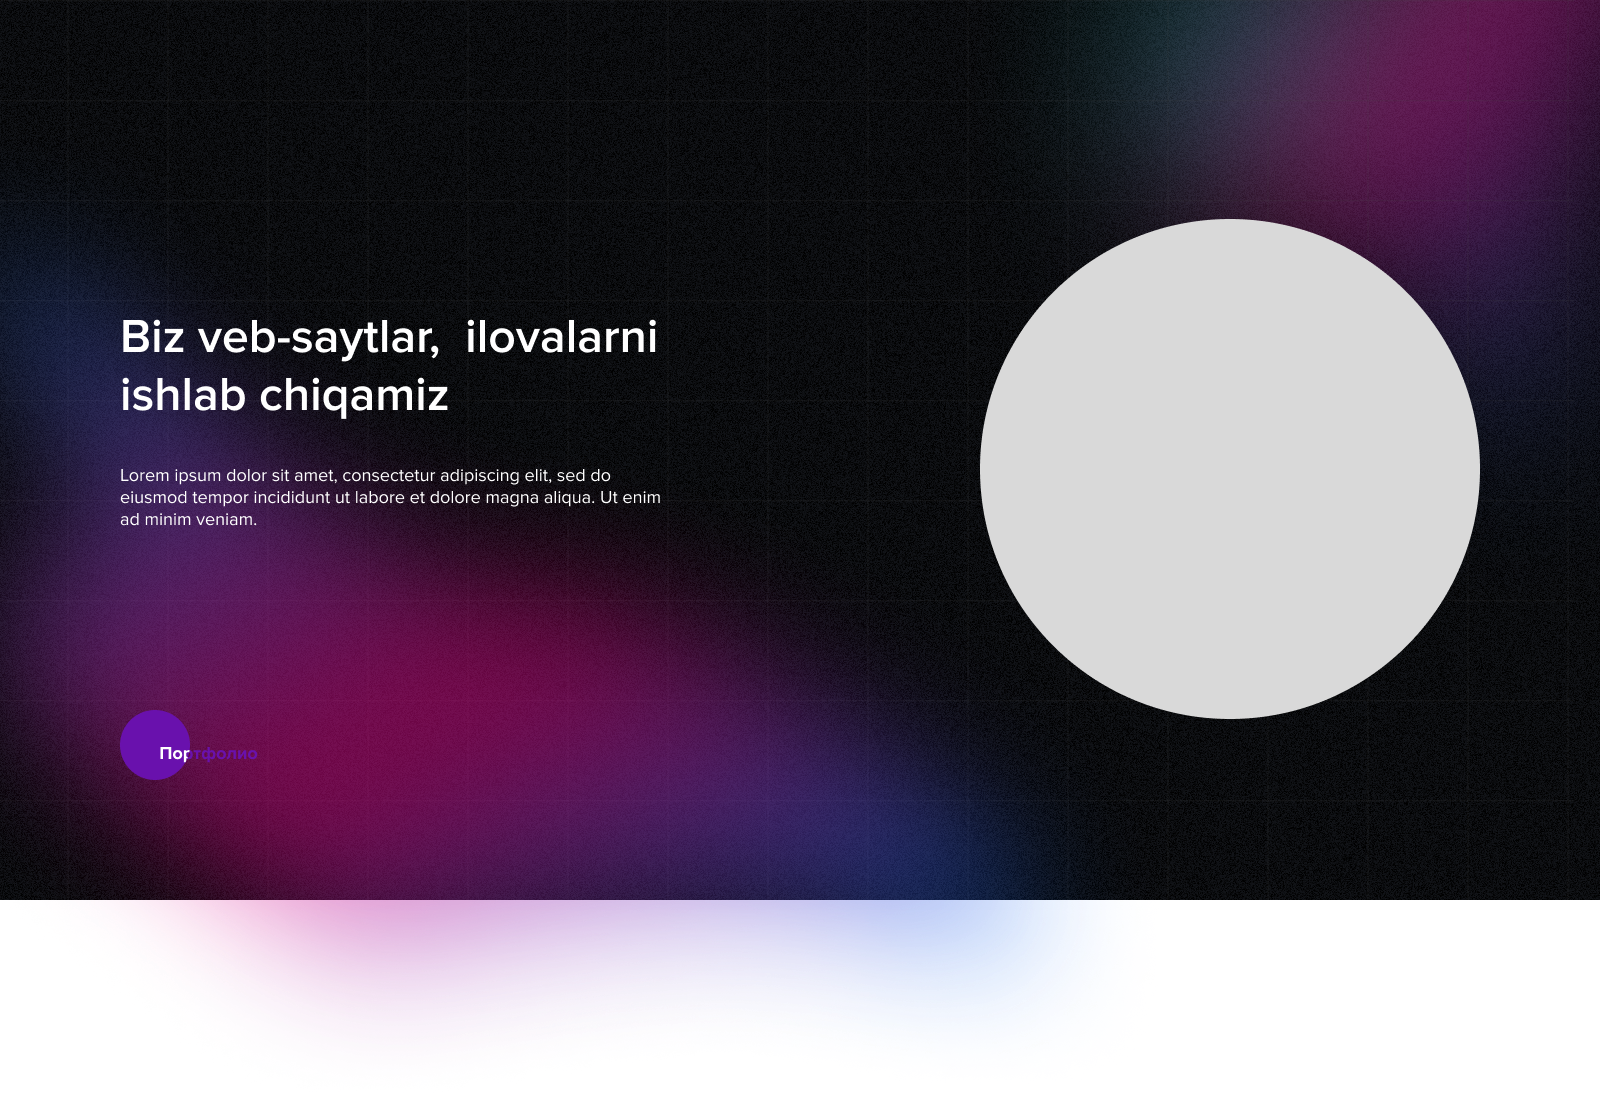 Biz veb-saytlar,  ilovalarni
ishlab chiqamiz
Lorem ipsum dolor sit amet, consectetur adipiscing elit, sed do
eiusmod tempor incididunt ut labore et dolore magna aliqua. Ut enim
ad minim veniam.
Портфолио